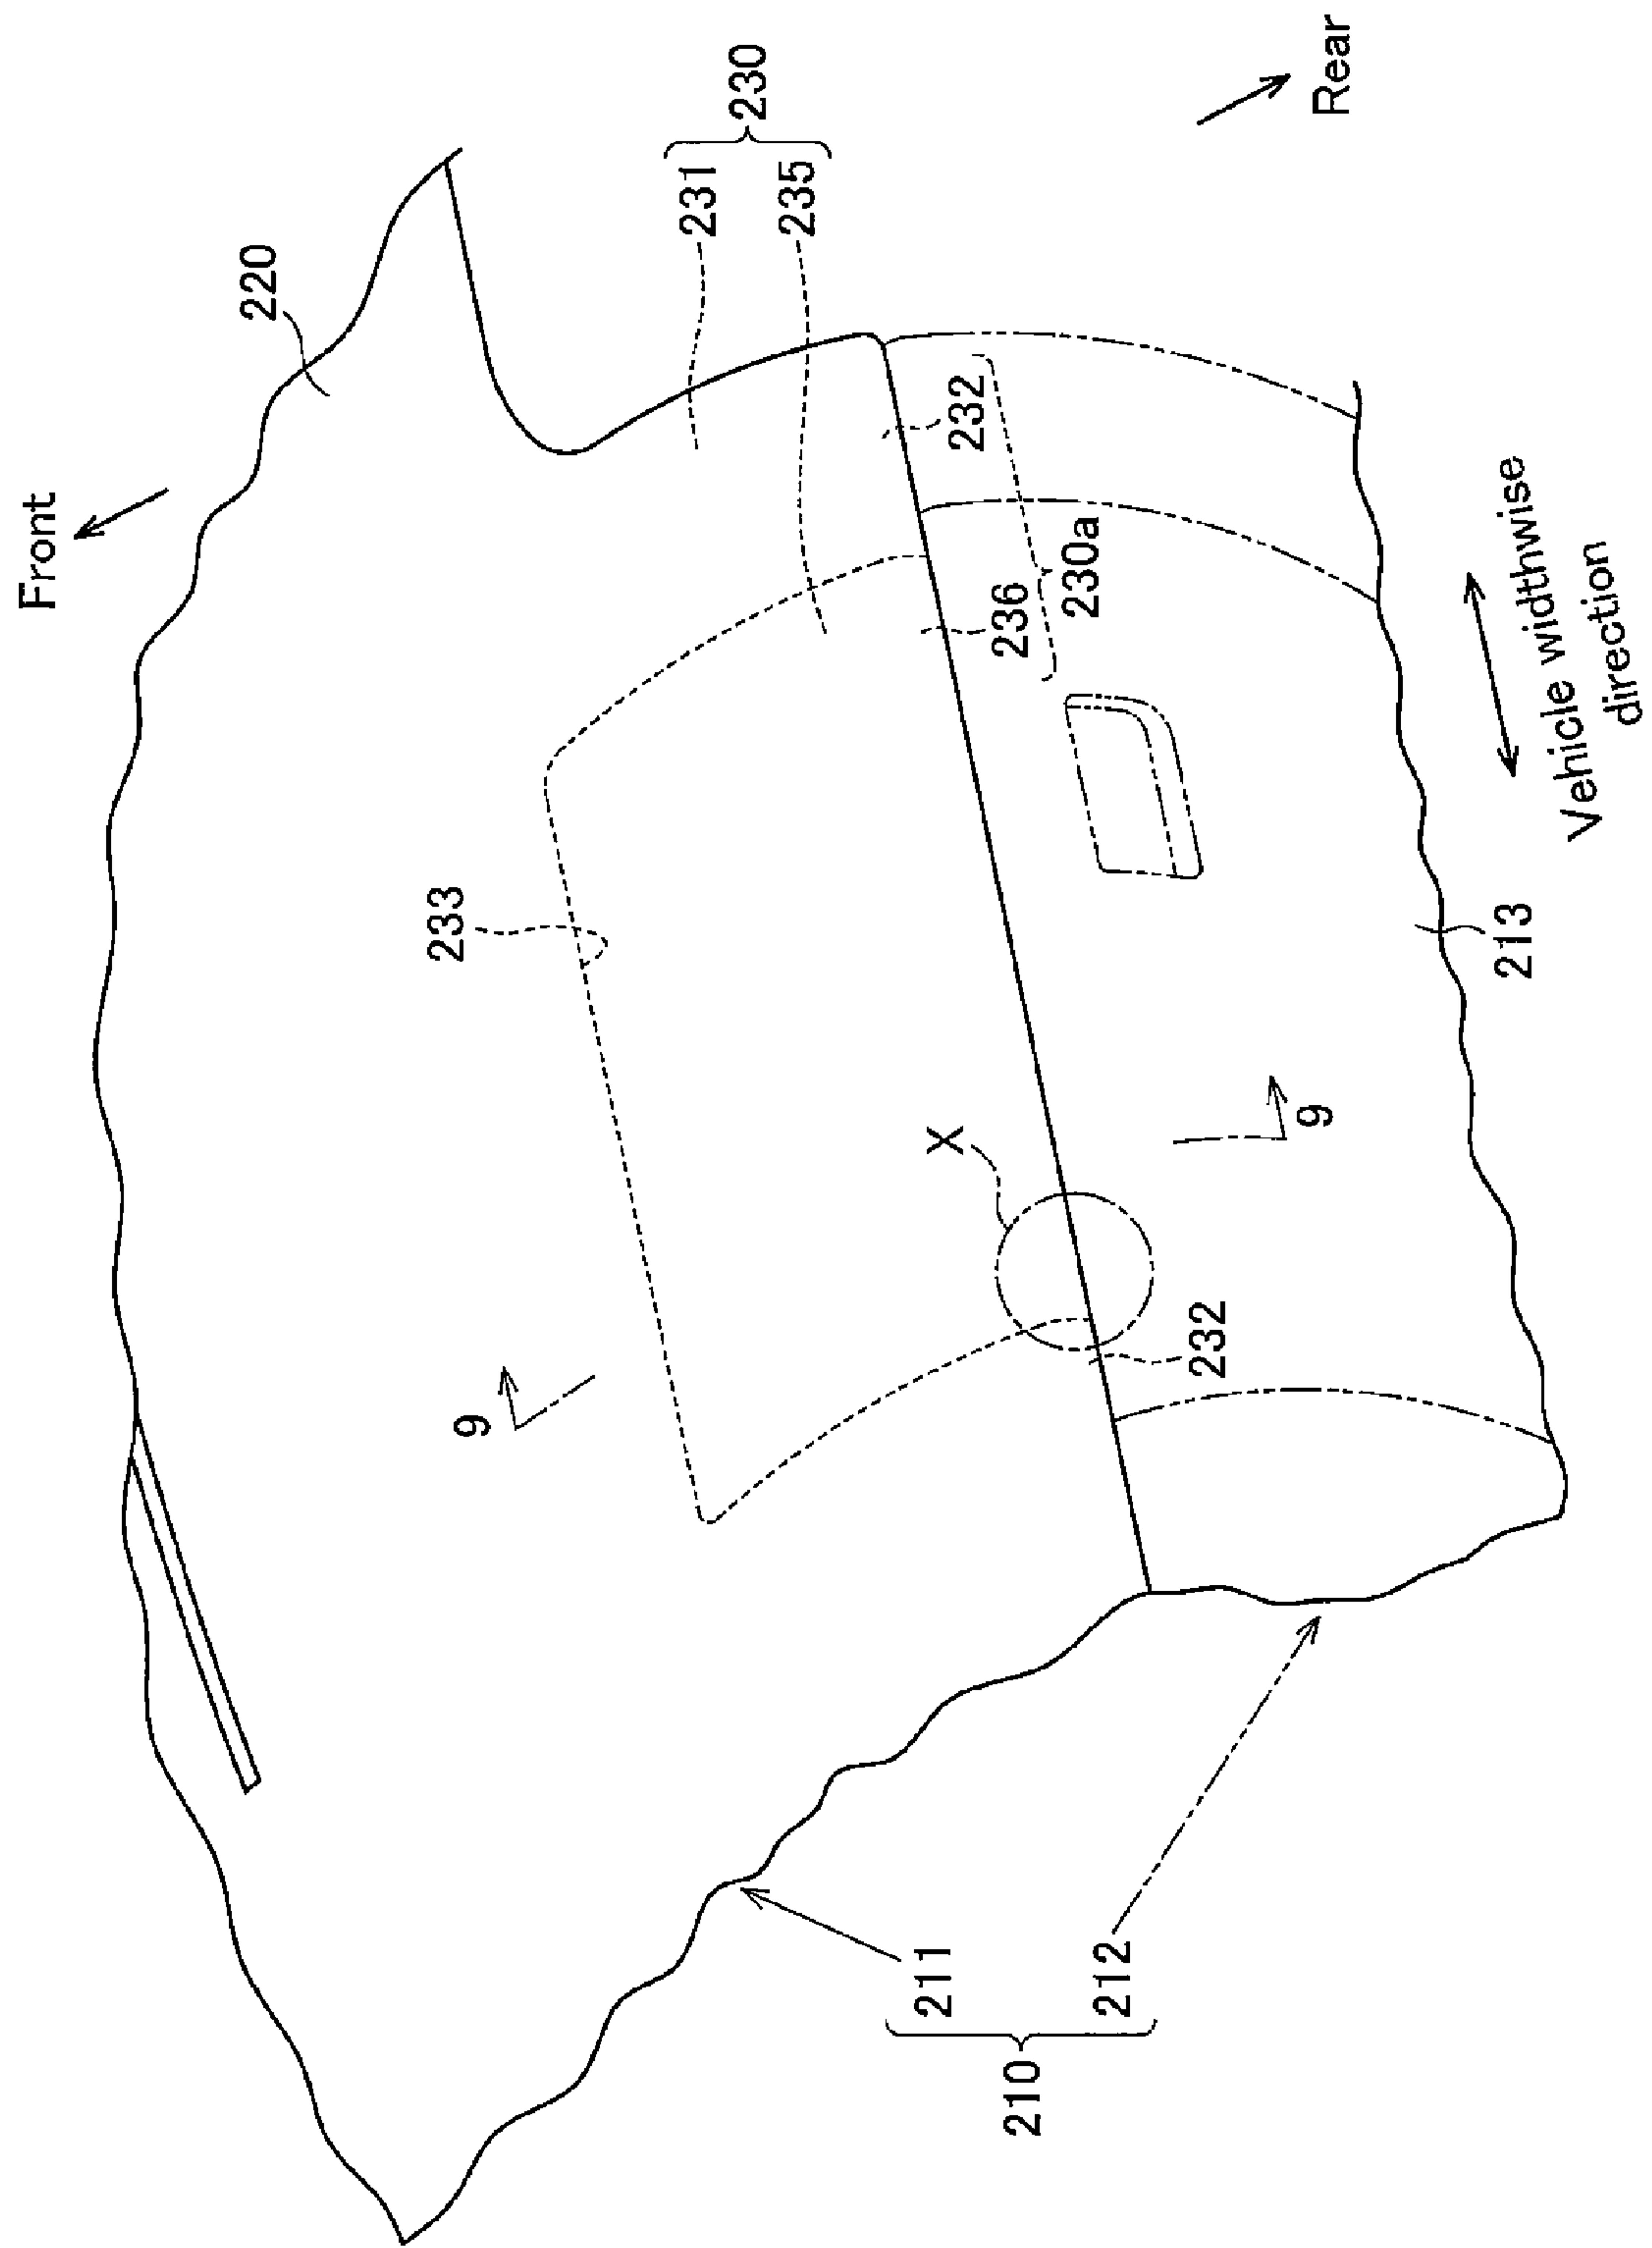 Front
220
230
231
235
Rear
232
236
230a
233
X
9
9
232
213
Vehicle widthwise
direction
211
212
210